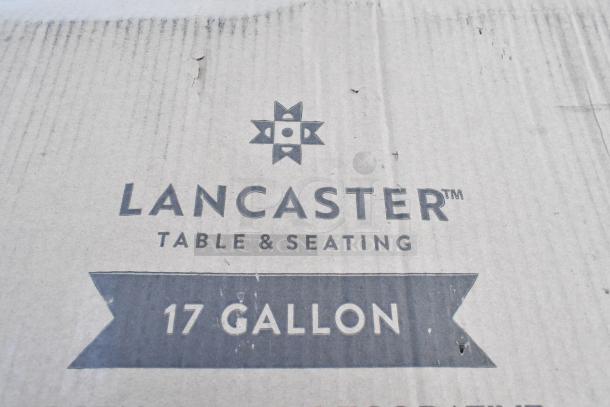 LANCASTER™
TABLE & SEATING
17 GALLON